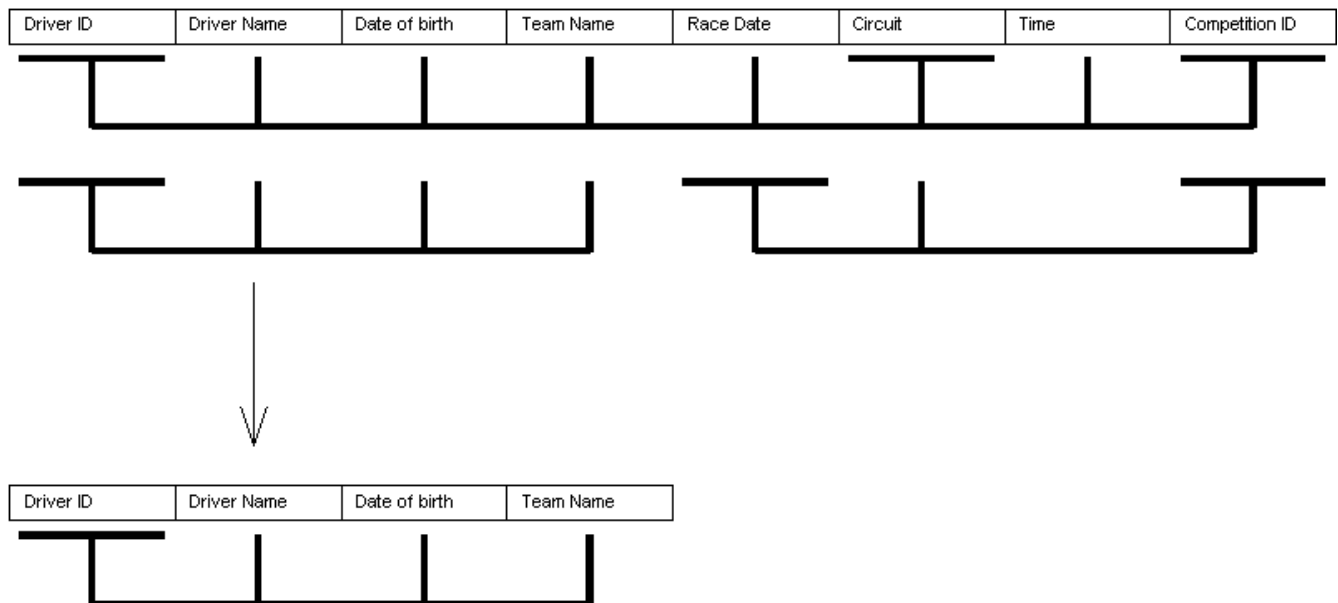 Driver ID Driver Name Date of birth Team Name Race Date Circuit Time Competition ID
Driver ID Driver Name Date of birth Team Name